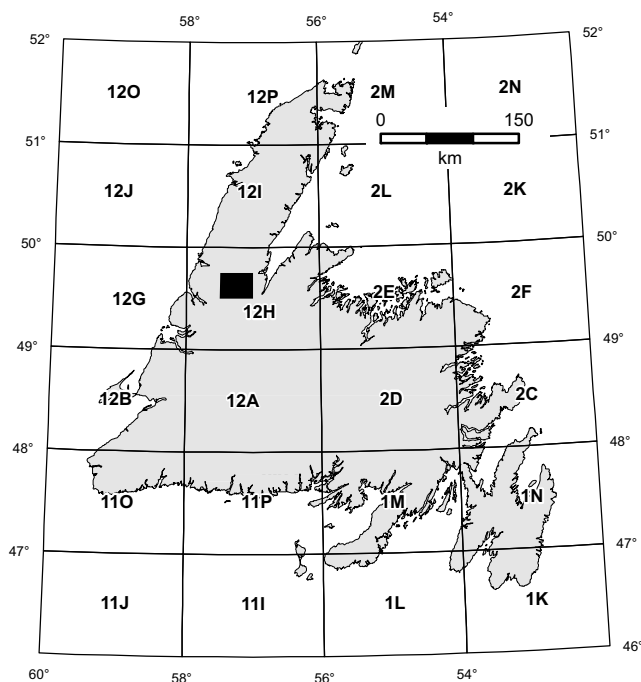 58° 56° 54°
52° 52°
12O 12P 2M 2N
0 150
km
51° 51°
12J 12I 2L 2K
50° 50°
12G 12H 2E 2F
49° 49°
12B 12A 2D 2C
48° 48°
11O 11P 1M 1N
47° 47°
11J 11I 1L 1K
46°
60° 58° 56° 54°